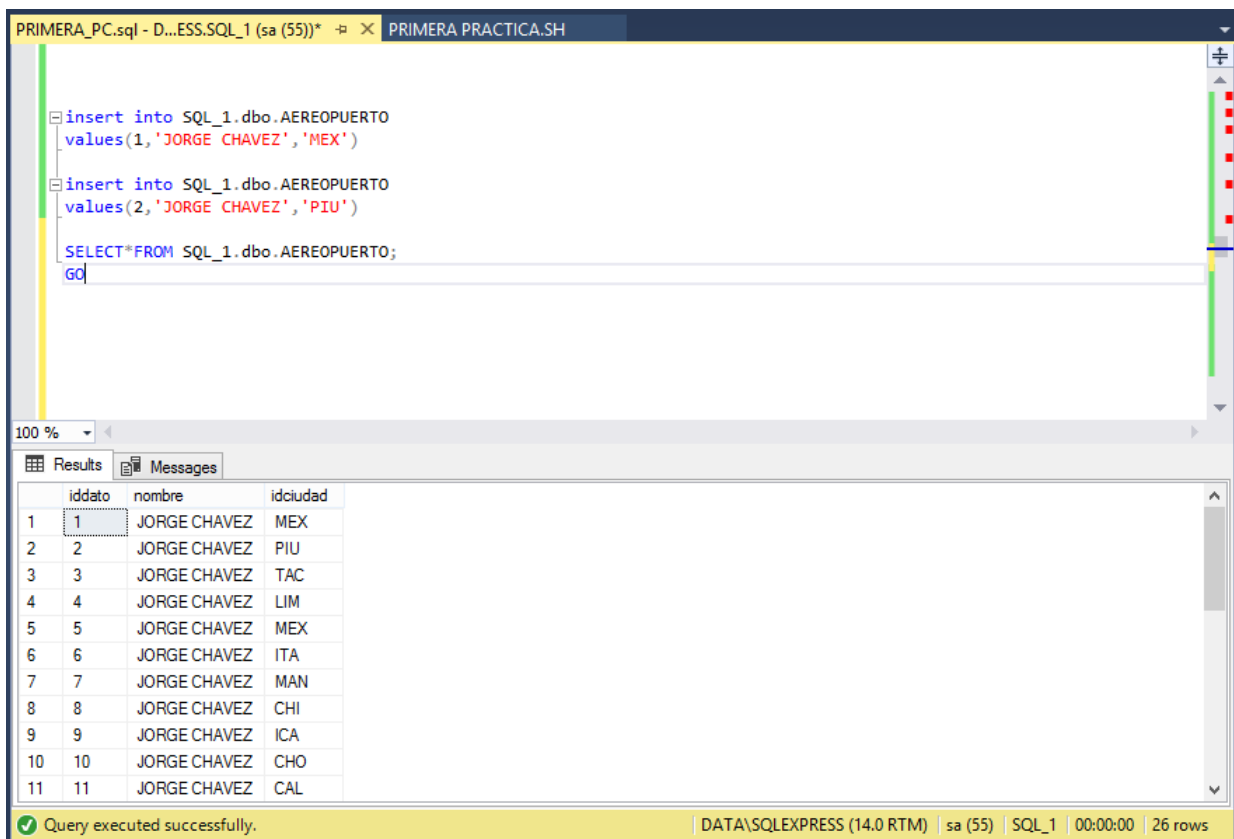 PRIMERA_PC.sql - D...ESS.SQL_1 (sa (55))* PRIMERA PRACTICA.SH
insert into SQL_1.dbo.AEREOPUERTO
values(1,'JORGE CHAVEZ','MEX')
insert into SQL_1.dbo.AEREOPUERTO
values(2,'JORGE CHAVEZ','PIU')
SELECT*FROM SQL_1.dbo.AEREOPUERTO;
GO
100 %
Results Messages
iddato nombre idciudad
1 1 JORGE CHAVEZ MEX
2 2 JORGE CHAVEZ PIU
3 3 JORGE CHAVEZ TAC
4 4 JORGE CHAVEZ LIM
5 5 JORGE CHAVEZ MEX
6 6 JORGE CHAVEZ ITA
7 7 JORGE CHAVEZ MAN
8 8 JORGE CHAVEZ CHI
9 9 JORGE CHAVEZ ICA
10 10 JORGE CHAVEZ CHO
11 11 JORGE CHAVEZ CAL
Query executed successfully. DATA\SQLEXPRESS (14.0 RTM) sa (55) SQL_1 00:00:00 26 rows